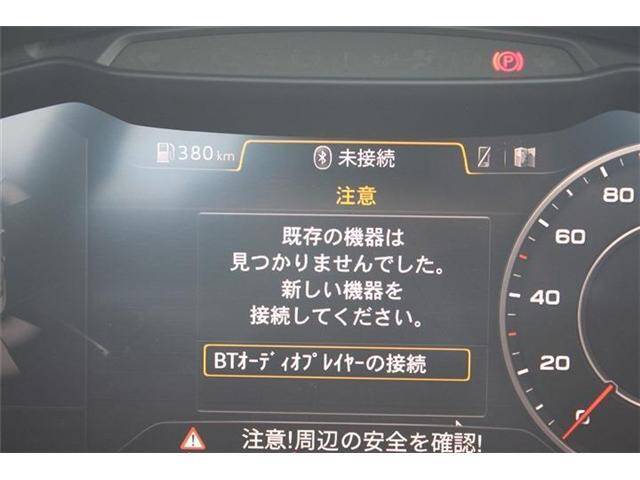 (P)
380 km
未接続
注意
既存の機器は
見つかりませんでした。
新しい機器を
接続してください。
BTｵｰﾃﾞｨｵﾌﾟﾚｲﾔｰの接続
注意!周辺の安全を確認!
80
60
40
20
0